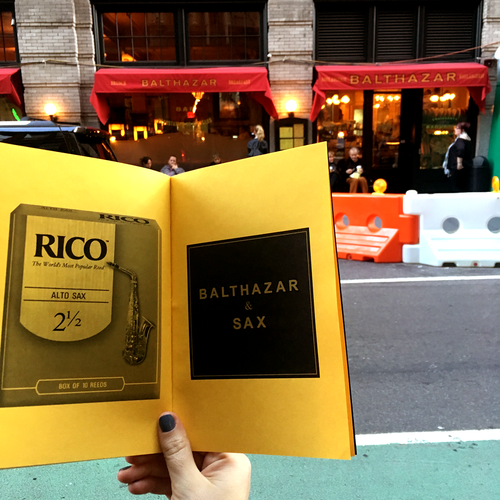 BALTHAZAR
BALTHAZAR
RICO
RICO
The World's Most Popular Reed
ALTO SAX
2½
BOX OF 10 REEDS
BALTHAZAR
&
SAX